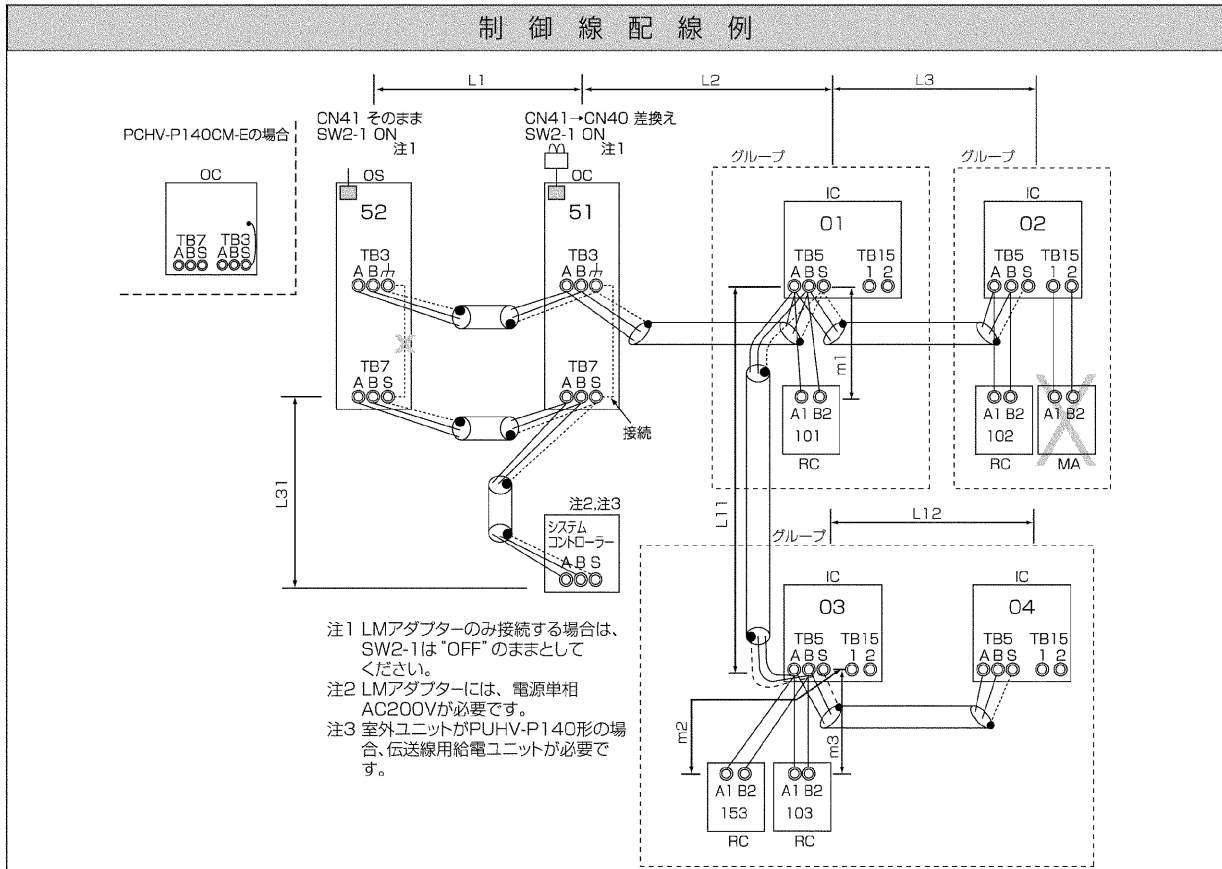 制御線配線例
L1
L2
L3
PCHV-P140CM-Eの場合
OC
TB7 TB3
ABS ABS
CN41 そのまま
SW2-1 ON
注1
OS
52
TB3
A B
TB7
A B S
CN41→CN40 差換え
SW2-1 ON
注1
OC
51
TB3
A B
TB7
A B S
接続
L31
注2,注3
システム
コントローラー
A B S
グループ
IC
01
TB5 TB15
A B S 1 2
m1
A1 B2
101
RC
グループ
IC
02
TB5 TB15
A B S 1 2
A1 B2
102
RC
A1 B2
MA
L11
L12
グループ
IC
03
TB5 TB15
A B S 1 2
IC
04
TB5 TB15
A B S 1 2
m2
m3
A1 B2
153
RC
A1 B2
103
RC
注1 LMアダプターのみ接続する場合は、
SW2-1は“OFF”のままとして
ください。
注2 LMアダプターには、電源単相
AC200Vが必要です。
注3 室外ユニットがPUHV-P140形の場
合、伝送線用給電ユニットが必要で
す。